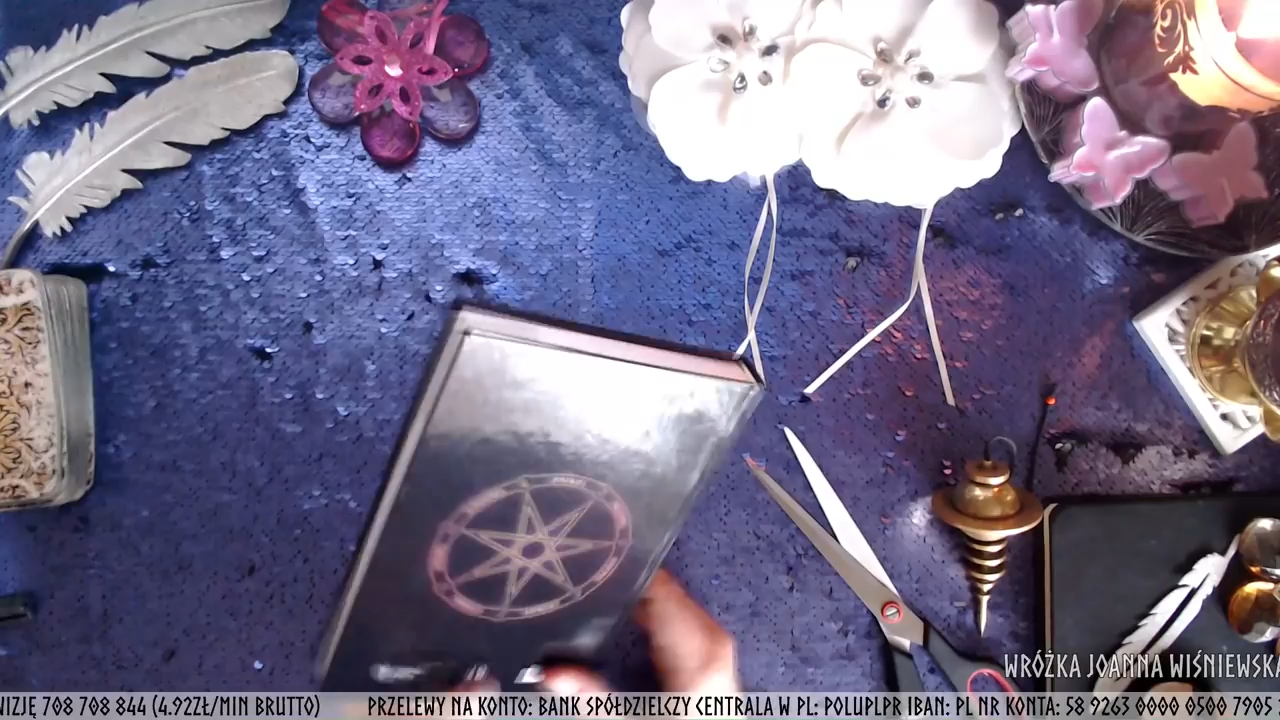 WRÓŻKA JOANNA WIŚNIEWSKA
WIZJĘ 708 708 844 (4.92ZŁ/MIN BRUTTO) PRZELEWY NA KONTO: BANK SPÓŁDZIELCZY CENTRALA W PL: POLUPLPR IBAN: PL NR KONTA: 58 9263 0000 0500 7905